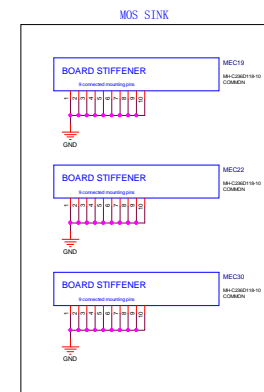 MOS SINK
BOARD STIFFENER
9 connected mounting pins
1 2 3 4 5 6 7 8 9 10
GND
MEC19
MH-C236D118-10
COMMON
BOARD STIFFENER
9 connected mounting pins
1 2 3 4 5 6 7 8 9 10
GND
MEC22
MH-C236D118-10
COMMON
BOARD STIFFENER
9 connected mounting pins
1 2 3 4 5 6 7 8 9 10
GND
MEC30
MH-C236D118-10
COMMON